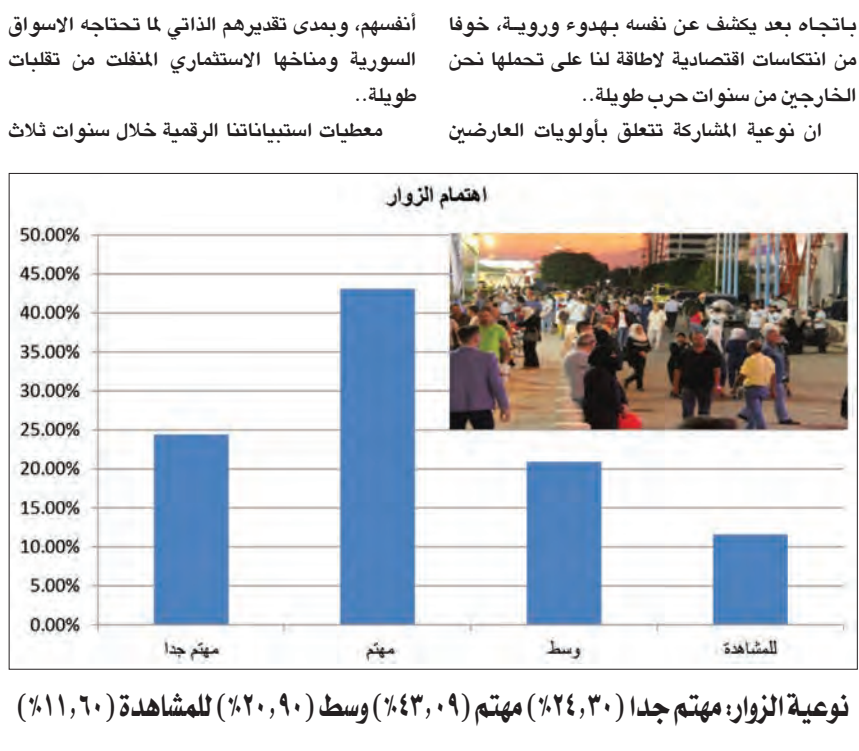 باتجاه بعد يكشف عن نفسه بهدوء وروية، خوفا
من انتكاسات اقتصادية لاطاقة لنا على تحملها نحن
الخارجين من سنوات حرب طويلة..
ان نوعية المشاركة تتعلق بأولويات العارضين
أنفسهم، وبمدى تقديرهم الذاتي لما تحتاجه الاسواق
السورية ومناخها الاستثماري المنفلت من تقلبات
طويلة..
معطيات استبياناتنا الرقمية خلال سنوات ثلاث
اهتمام الزوار
50.00%
45.00%
40.00%
35.00%
30.00%
25.00%
20.00%
15.00%
10.00%
5.00%
0.00%
مهتم جدا
مهتم
وسط
للمشاهدة
نوعية الزوار: مهتم جدا (٢٤,٣٠٪) مهتم (٤٣,٠٩٪) وسط (٢٠,٩٠٪) للمشاهدة (١١,٦٠٪)